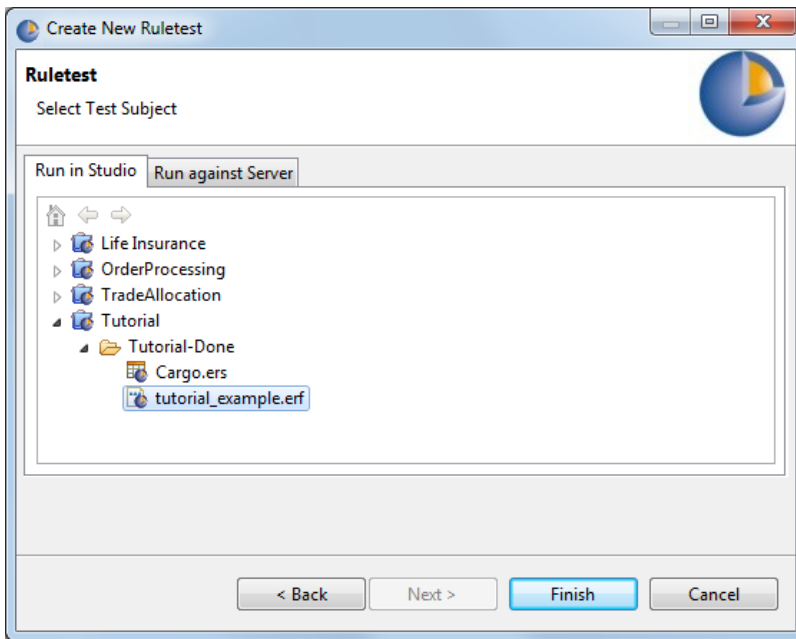 Create New Ruletest
Ruletest
Select Test Subject
Run in Studio Run against Server
Life Insurance
OrderProcessing
TradeAllocation
Tutorial
Tutorial-Done
Cargo.ers
tutorial_example.erf
< Back Next > Finish Cancel